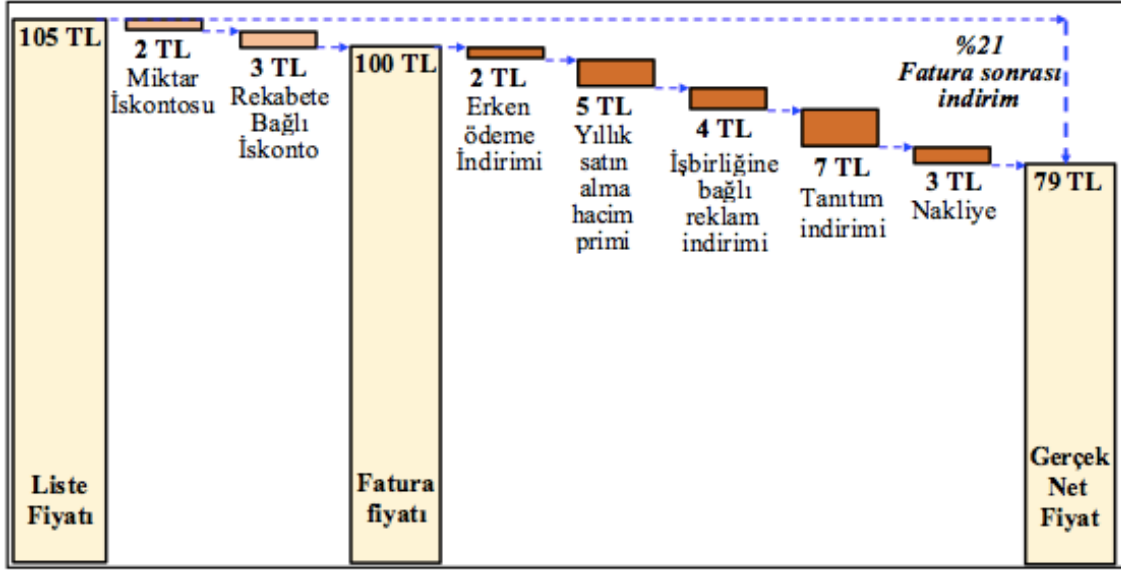 105 TL
2 TL
Miktar
İskontosu
3 TL
Rekabete
Bağlı
İskonto
100 TL
2 TL
Erken
ödeme
İndirimi
5 TL
Yıllık
satın
alma
hacim
primi
4 TL
İşbirliğine
bağlı
reklam
indirimi
7 TL
Tanıtım
indirimi
3 TL
Nakliye
%21
Fatura sonrası
indirim
79 TL
Liste
Fiyatı
Fatura
fiyatı
Gerçek
Net
Fiyat